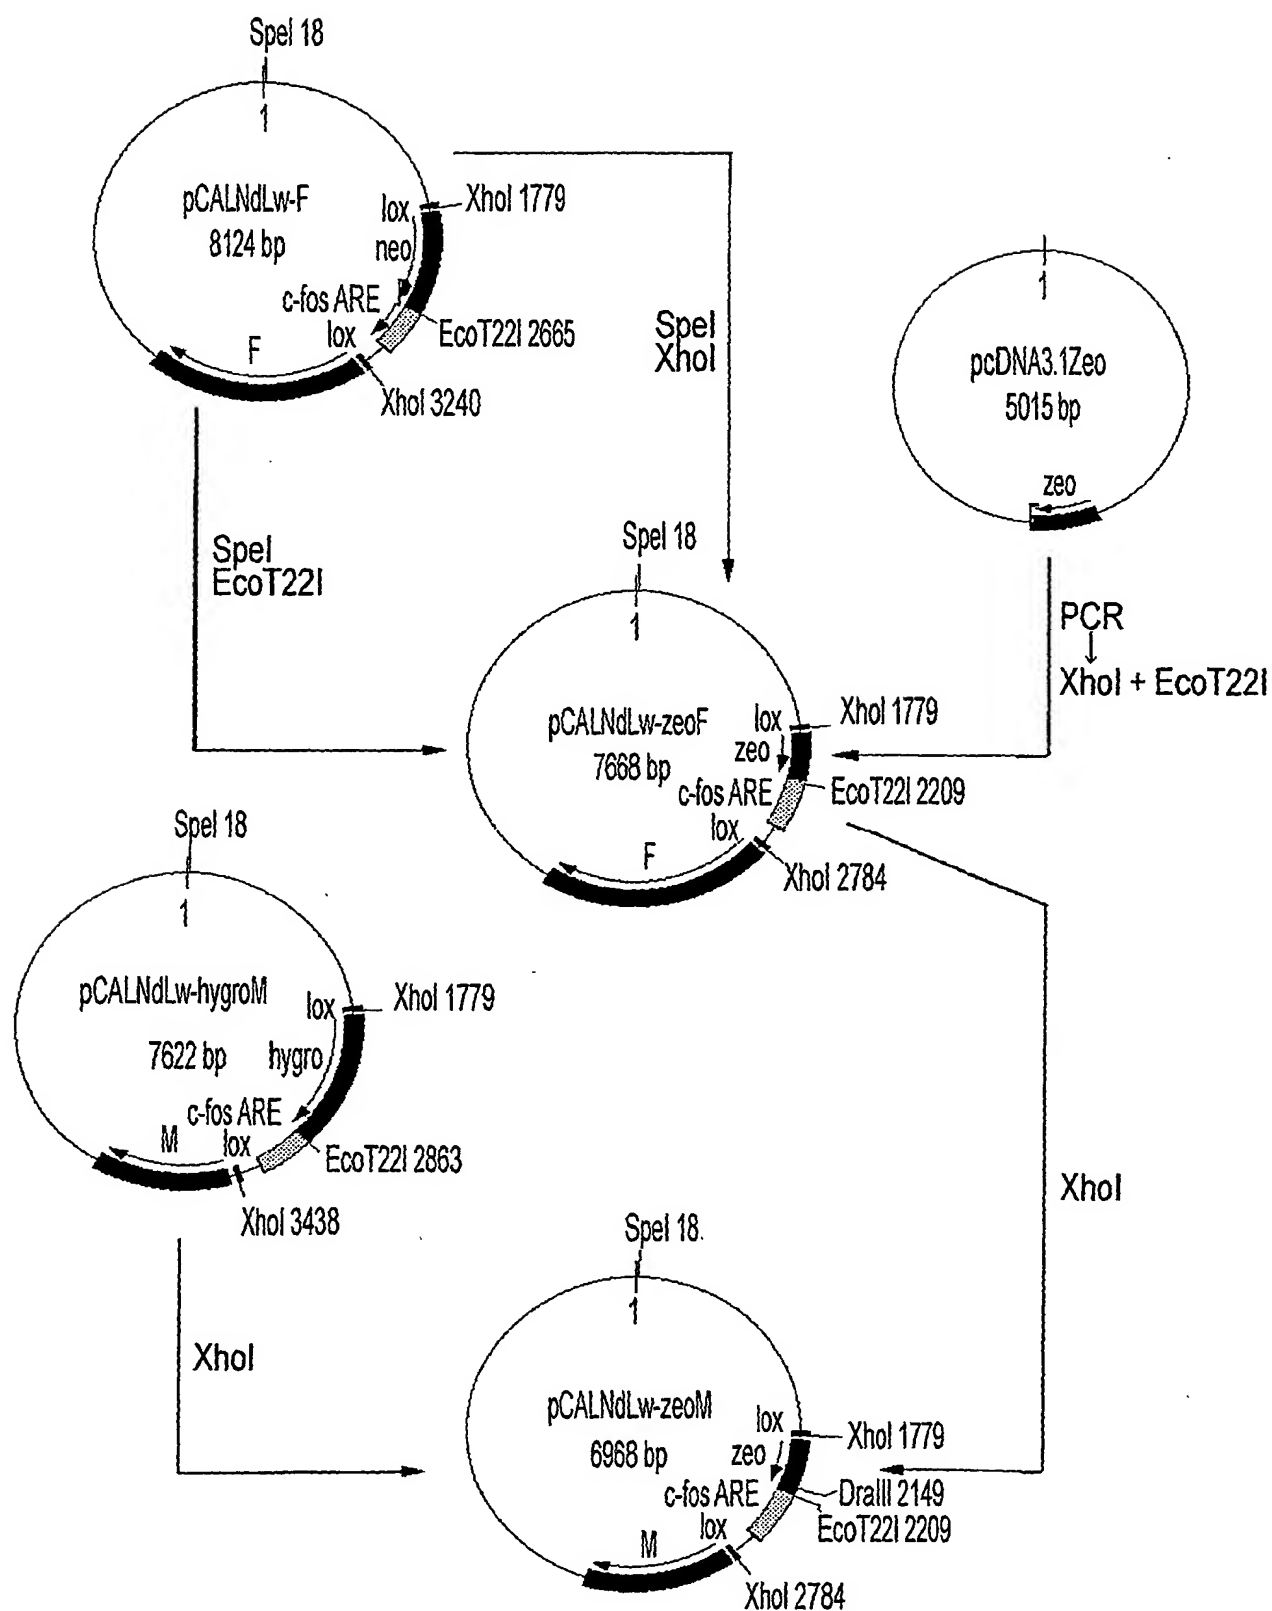 SpeI 18
1
pCALNdLw-F
8124 bp
lox
XhoI 1779
neo
c-fos ARE
lox
EcoT22I 2665
F
XhoI 3240
SpeI
XhoI
1
pcDNA3.1Zeo
5015 bp
zeo
SpeI
EcoT22I
PCR
XhoI + EcoT22I
SpeI 18
1
pCALNdLw-zeoF
7668 bp
lox
XhoI 1779
zeo
c-fos ARE
EcoT22I 2209
lox
F
XhoI 2784
SpeI 18
1
pCALNdLw-hygroM
7622 bp
lox
XhoI 1779
hygro
c-fos ARE
lox
M
EcoT22I 2863
XhoI 3438
XhoI
XhoI
SpeI 18
1
pCALNdLw-zeoM
6968 bp
lox
XhoI 1779
zeo
c-fos ARE
DraIII 2149
EcoT22I 2209
lox
M
XhoI 2784